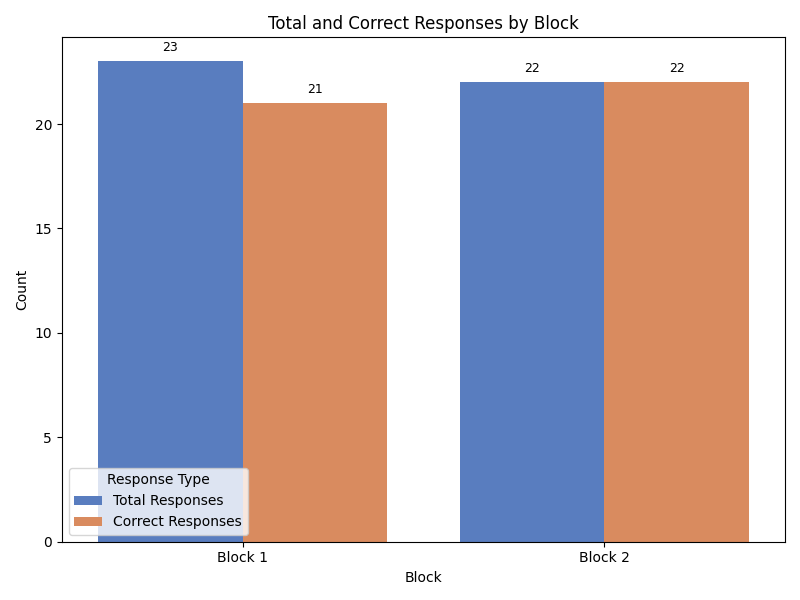 Total and Correct Responses by Block
23
21
22
22
20
15
10
5
0
Count
Response Type
Total Responses
Correct Responses
Block 1
Block 2
Block